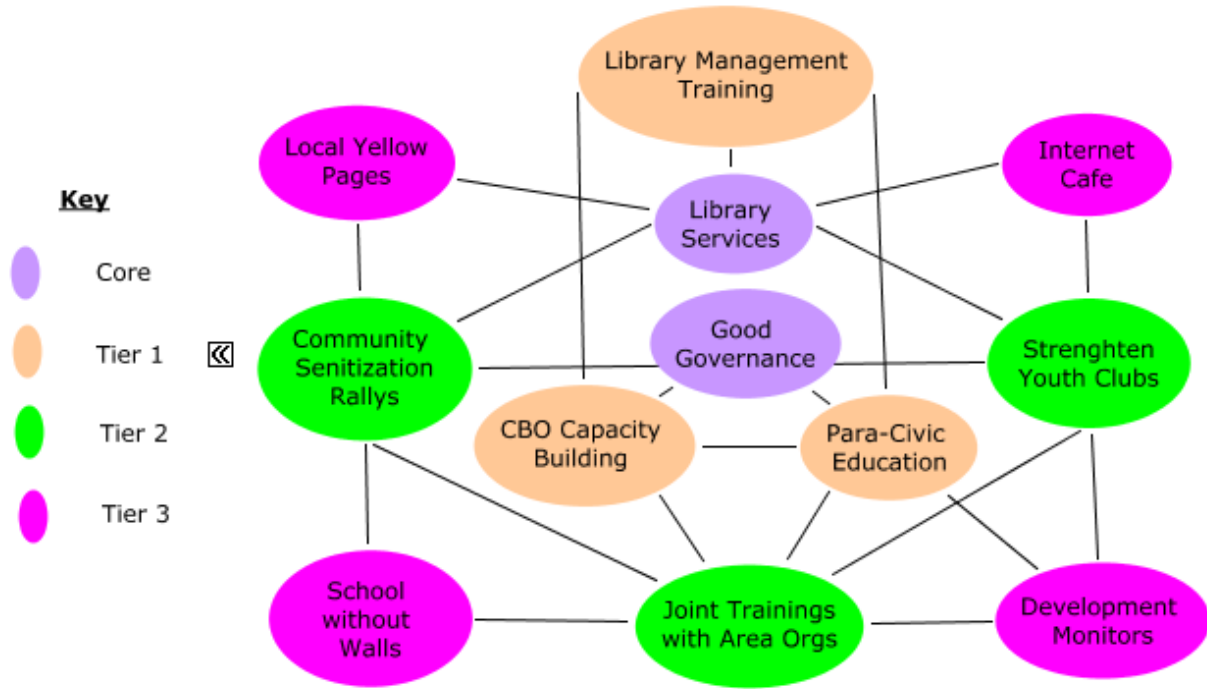 Library Management
Training
Local Yellow
Pages
Internet
Cafe
Key
Library
Services
Core
Good
Governance
Community
Senitization
Rallys
Strenghten
Youth Clubs
Tier 1
CBO Capacity
Building
Para-Civic
Education
Tier 2
Tier 3
School
without
Walls
Joint Trainings
with Area Orgs
Development
Monitors